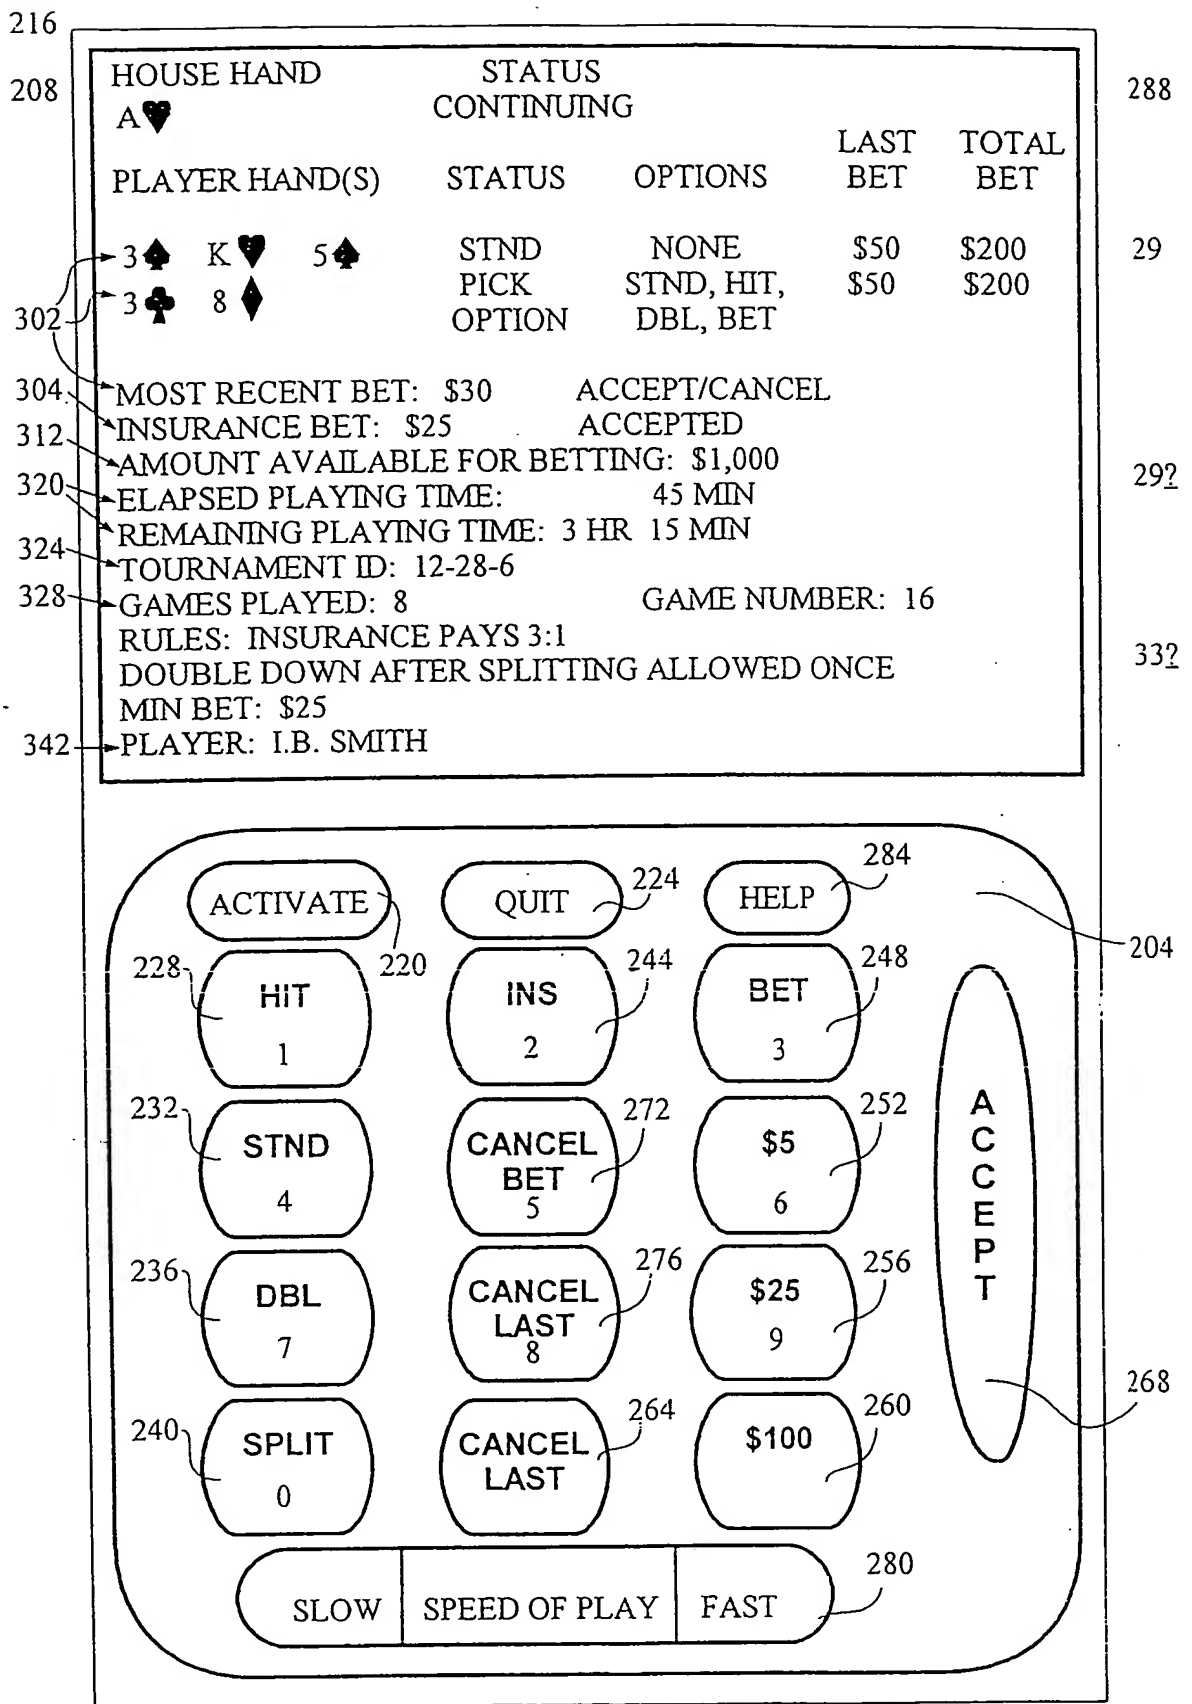 216
HOUSE HAND STATUS
208 CONTINUING 288
A♥
LAST TOTAL
PLAYER HAND(S) STATUS OPTIONS BET BET
3♠ K♥ 5♠ STND NONE $50 $200 29
3♣ 8♦ PICK STND, HIT, $50 $200
302 OPTION DBL, BET
304 MOST RECENT BET: $30 ACCEPT/CANCEL
INSURANCE BET: $25 ACCEPTED
312 AMOUNT AVAILABLE FOR BETTING: $1,000
320 ELAPSED PLAYING TIME: 45 MIN 29?
REMAINING PLAYING TIME: 3 HR 15 MIN
324 TOURNAMENT ID: 12-28-6
328 GAMES PLAYED: 8 GAME NUMBER: 16
RULES: INSURANCE PAYS 3:1
DOUBLE DOWN AFTER SPLITTING ALLOWED ONCE 33?
MIN BET: $25
342 PLAYER: I.B. SMITH
284
ACTIVATE QUIT 224 HELP
204
228 220 244 248
HIT INS BET
1 2 3
232 272 252
STND CANCEL $5
BET
4 5 6
ACCEPT
236 276 256
DBL CANCEL $25
LAST
7 8 9
268
240 264 260
SPLIT CANCEL $100
LAST
0
280
SLOW SPEED OF PLAY FAST